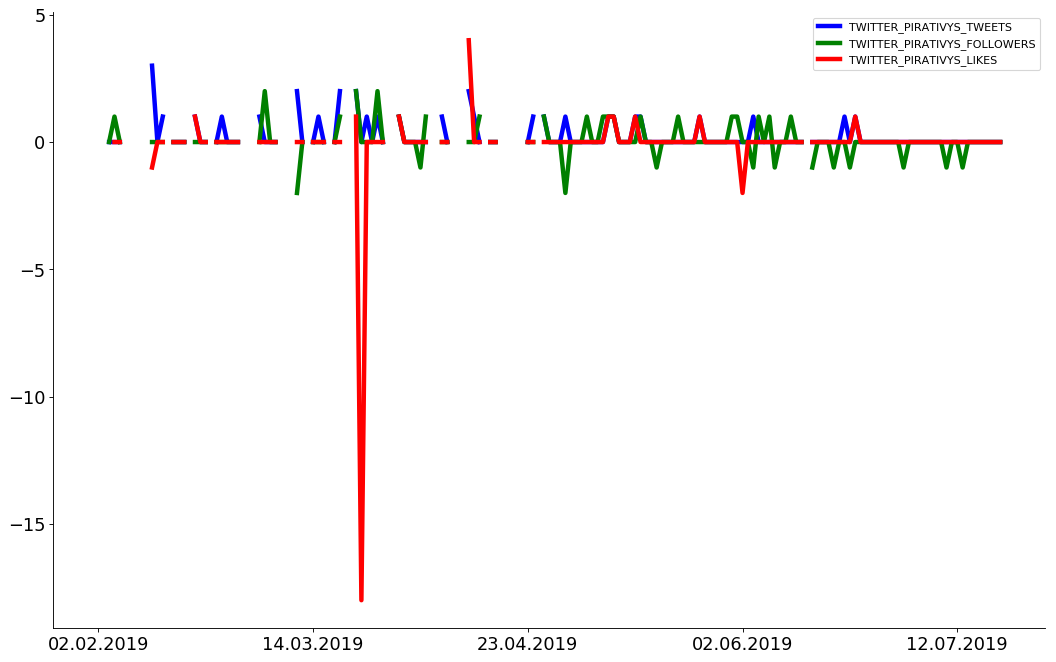 TWITTER_PIRATIVYS_TWEETS
TWITTER_PIRATIVYS_FOLLOWERS
TWITTER_PIRATIVYS_LIKES
5
0
−5
−10
−15
02.02.2019 14.03.2019 23.04.2019 02.06.2019 12.07.2019